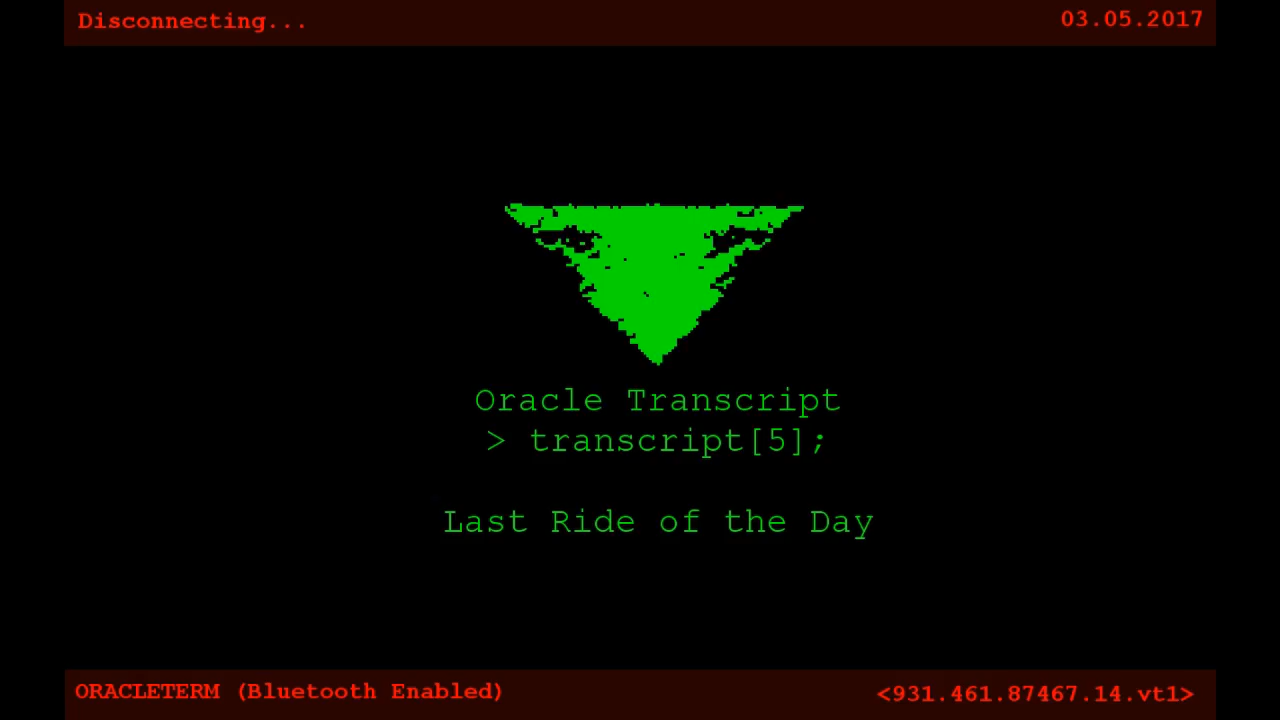 Disconnecting...
03.05.2017
Oracle Transcript
> transcript[5];
Last Ride of the Day
ORACLETERM (Bluetooth Enabled)
<931.461.87467.14.vt1>